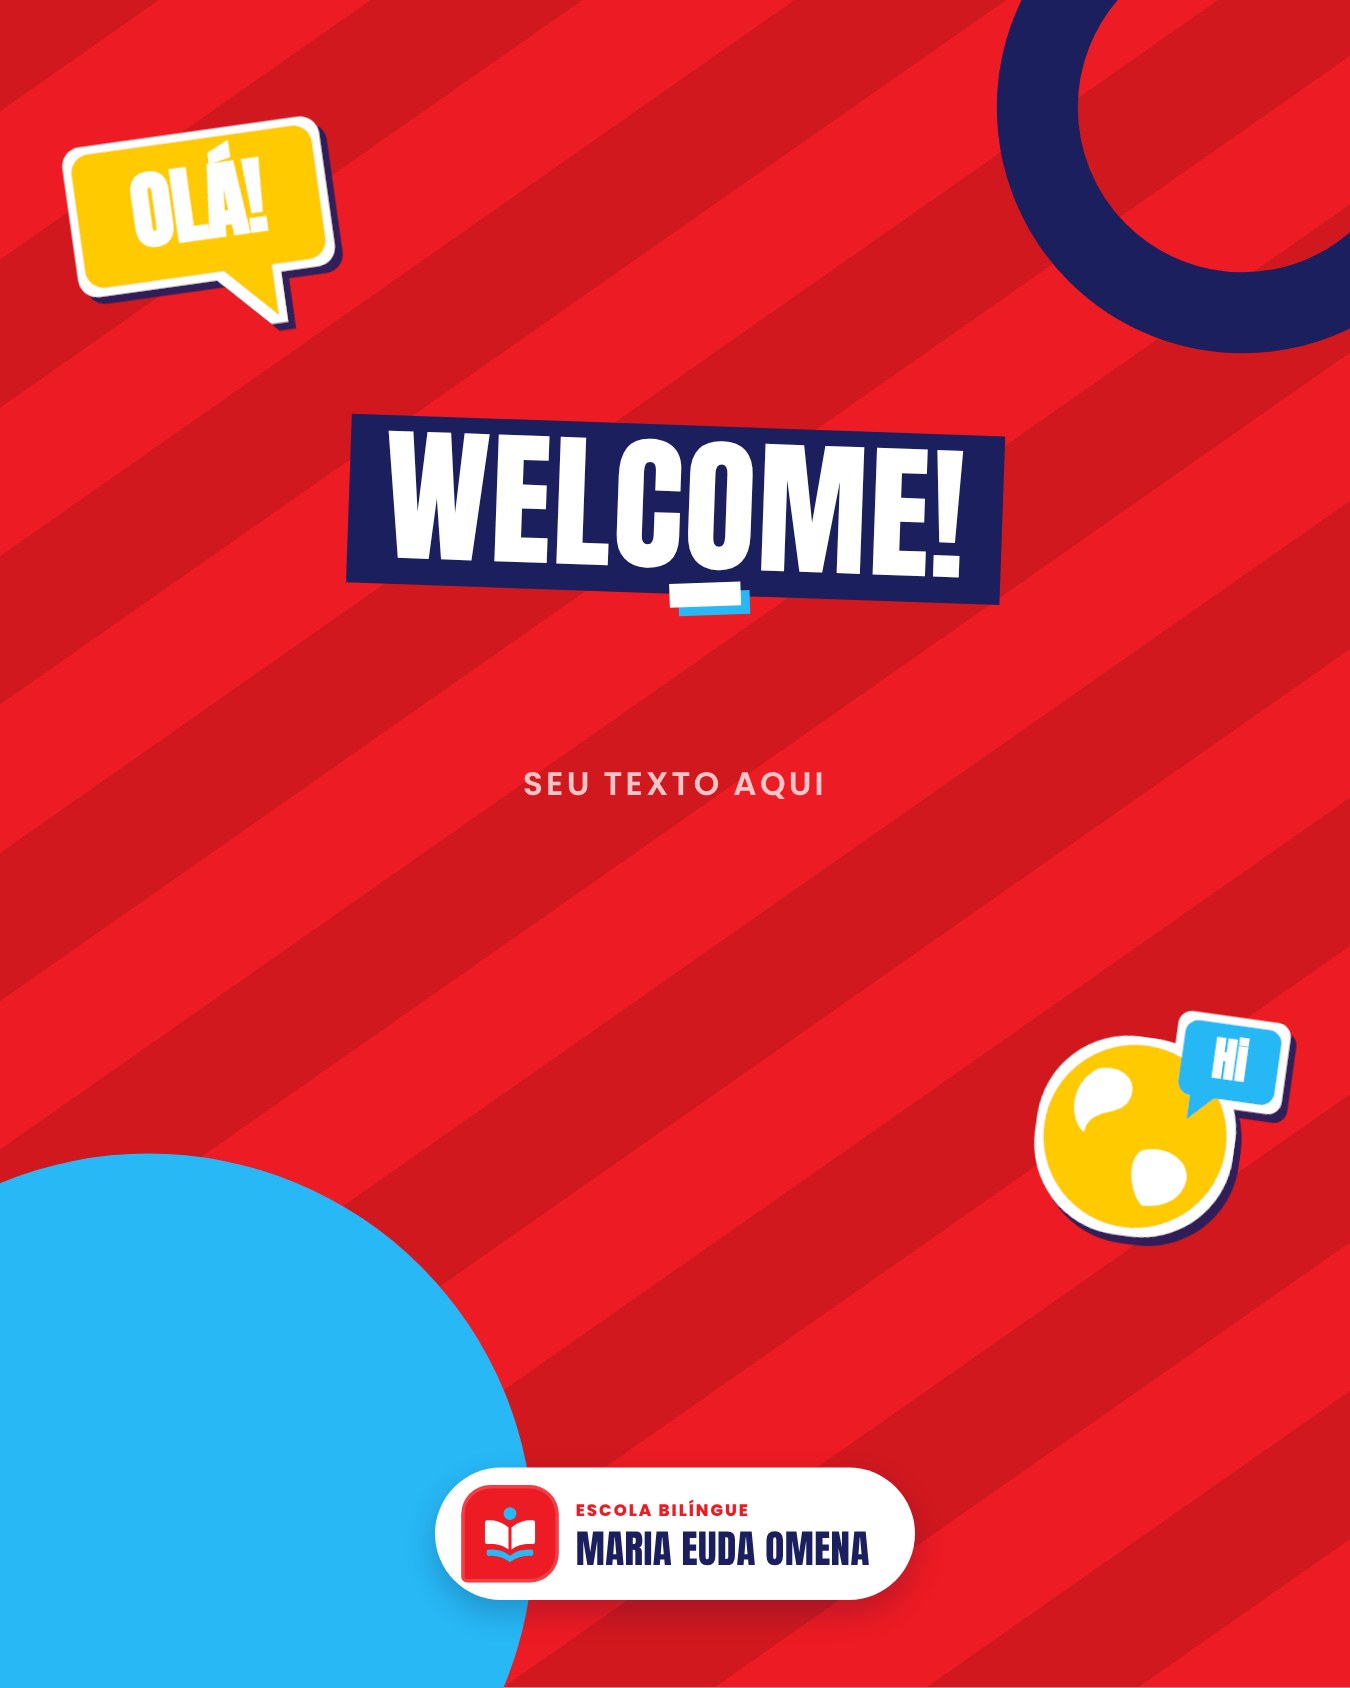 OLÁ!
WELCOME!
SEU TEXTO AQUI
Hi
ESCOLA BILÍNGUE
MARIA EUDA OMENA